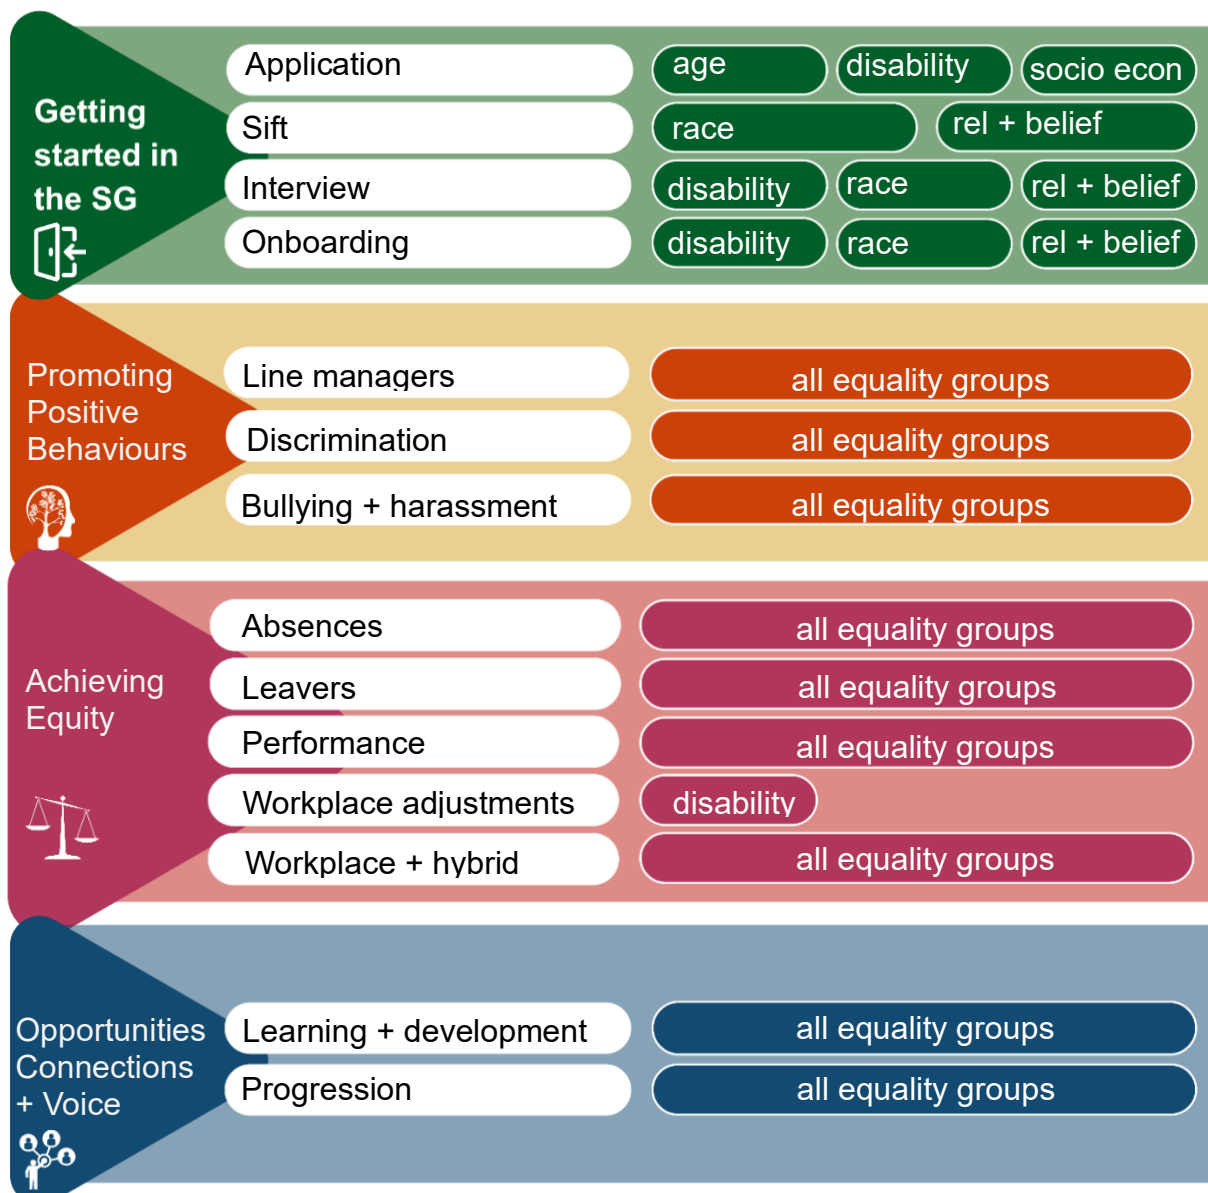 Getting
started in
the SG
Application
age
disability
socio econ
Sift
race
rel + belief
Interview
disability
race
rel + belief
Onboarding
disability
race
rel + belief
Promoting
Positive
Behaviours
Line managers
all equality groups
Discrimination
all equality groups
Bullying + harassment
all equality groups
Achieving
Equity
Absences
all equality groups
Leavers
all equality groups
Performance
all equality groups
Workplace adjustments
disability
Workplace + hybrid
all equality groups
Opportunities
Connections
+ Voice
Learning + development
all equality groups
Progression
all equality groups